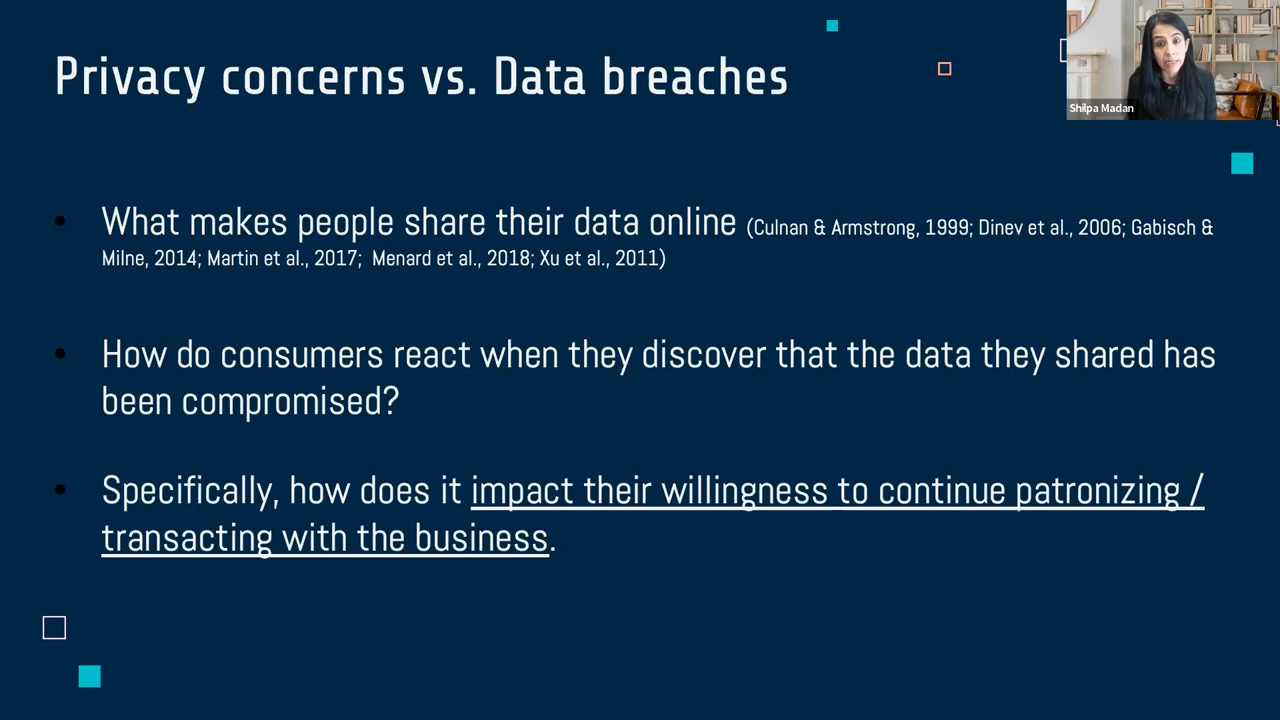 Privacy concerns vs. Data breaches
Shilpa Madan
• What makes people share their data online (Culnan & Armstrong, 1999; Dinev et al., 2006; Gabisch &
Milne, 2014; Martin et al., 2017; Menard et al., 2018; Xu et al., 2011)
• How do consumers react when they discover that the data they shared has
been compromised?
• Specifically, how does it impact their willingness to continue patronizing /
transacting with the business.